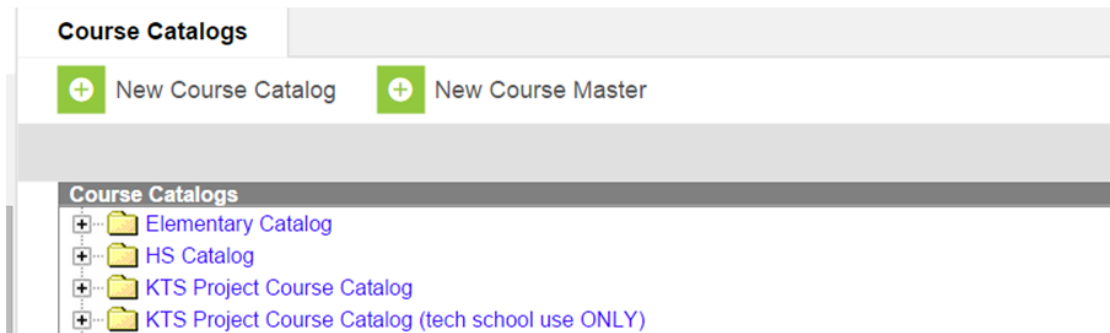 Course Catalogs
New Course Catalog New Course Master
Course Catalogs
Elementary Catalog
HS Catalog
KTS Project Course Catalog
KTS Project Course Catalog (tech school use ONLY)